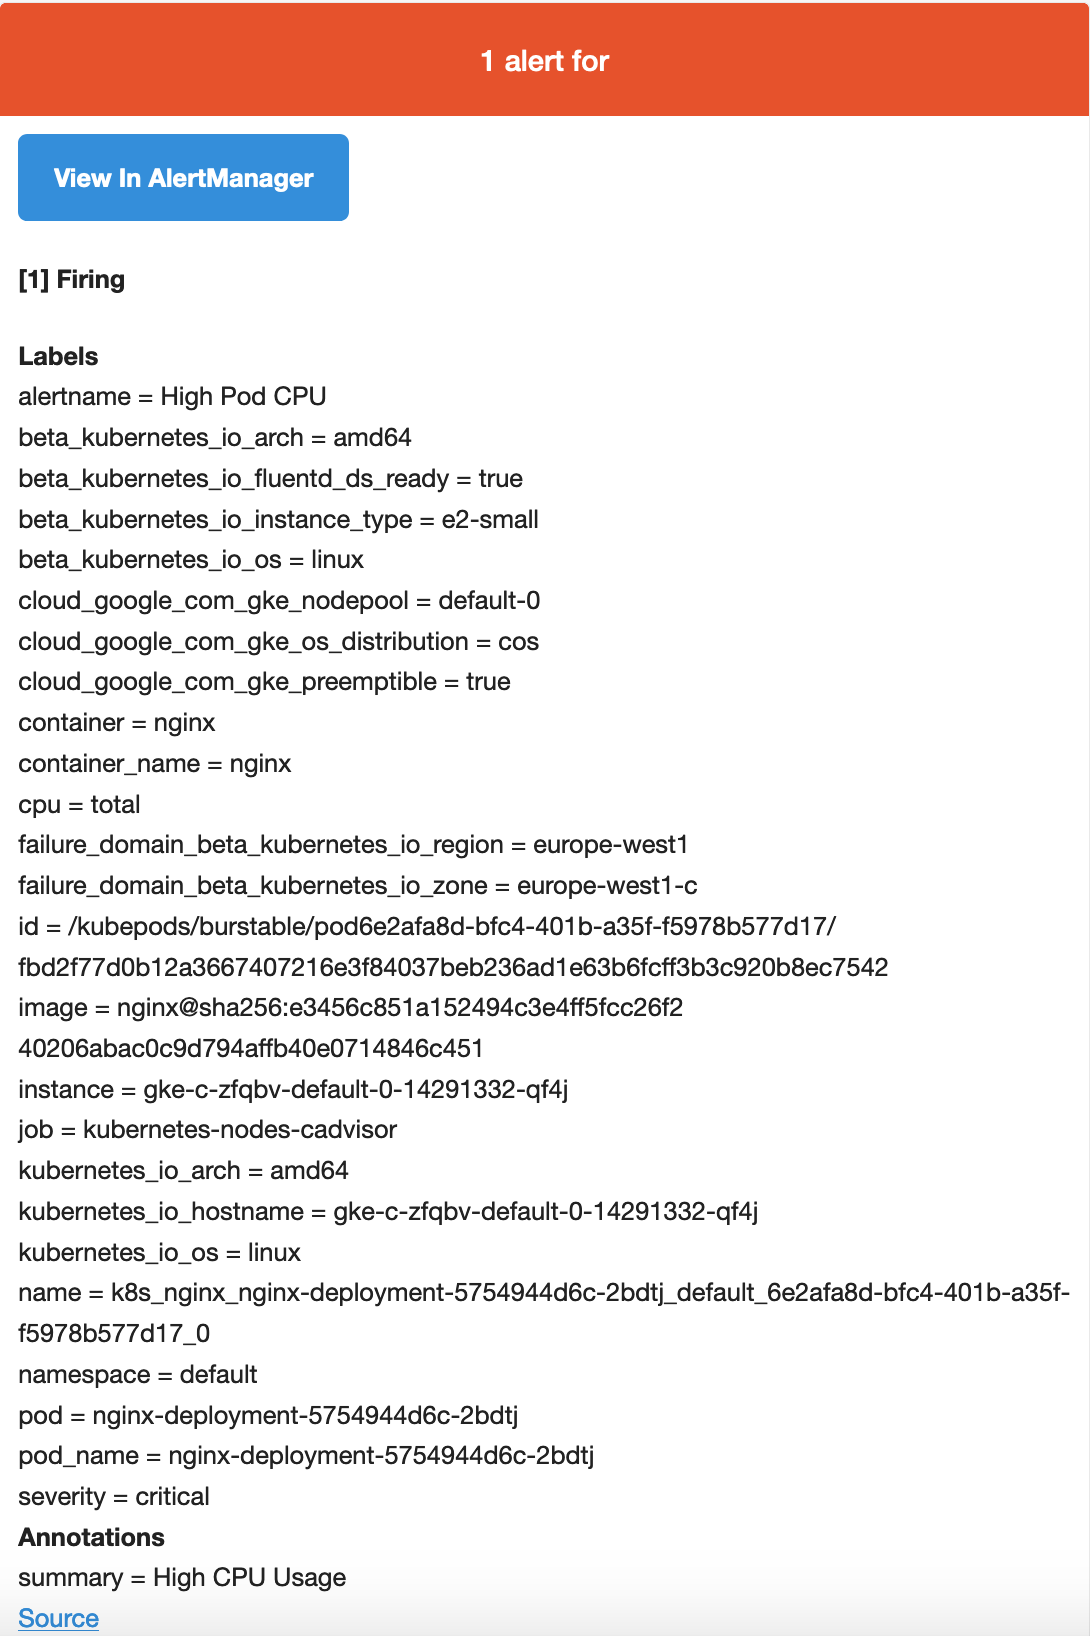 1 alert for
View In AlertManager
[1] Firing
Labels
alertname = High Pod CPU
beta_kubernetes_io_arch = amd64
beta_kubernetes_io_fluentd_ds_ready = true
beta_kubernetes_io_instance_type = e2-small
beta_kubernetes_io_os = linux
cloud_google_com_gke_nodepool = default-0
cloud_google_com_gke_os_distribution = cos
cloud_google_com_gke_preemptible = true
container = nginx
container_name = nginx
cpu = total
failure_domain_beta_kubernetes_io_region = europe-west1
failure_domain_beta_kubernetes_io_zone = europe-west1-c
id = /kubepods/burstable/pod6e2afa8d-bfc4-401b-a35f-f5978b577d17/
fbd2f77d0b12a3667407216e3f84037beb236ad1e63b6fcff3b3c920b8ec7542
image = nginx@sha256:e3456c851a152494c3e4ff5fcc26f2
40206abac0c9d794affb40e0714846c451
instance = gke-c-zfqbv-default-0-14291332-qf4j
job = kubernetes-nodes-cadvisor
kubernetes_io_arch = amd64
kubernetes_io_hostname = gke-c-zfqbv-default-0-14291332-qf4j
kubernetes_io_os = linux
name = k8s_nginx_nginx-deployment-5754944d6c-2bdtj_default_6e2afa8d-bfc4-401b-a35f-
f5978b577d17_0
namespace = default
pod = nginx-deployment-5754944d6c-2bdtj
pod_name = nginx-deployment-5754944d6c-2bdtj
severity = critical
Annotations
summary = High CPU Usage
Source